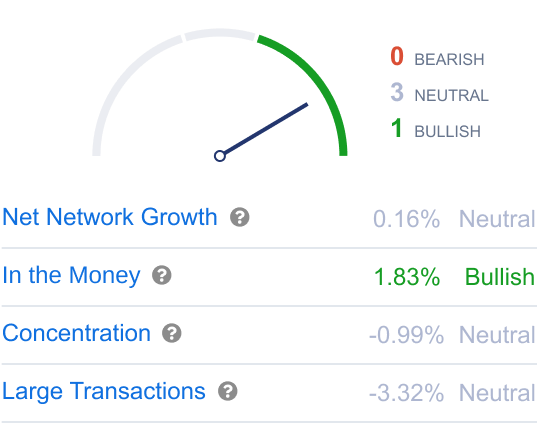 0 BEARISH
3 NEUTRAL
1 BULLISH
Net Network Growth ? 0.16% Neutral
In the Money ? 1.83% Bullish
Concentration ? -0.99% Neutral
Large Transactions ? -3.32% Neutral